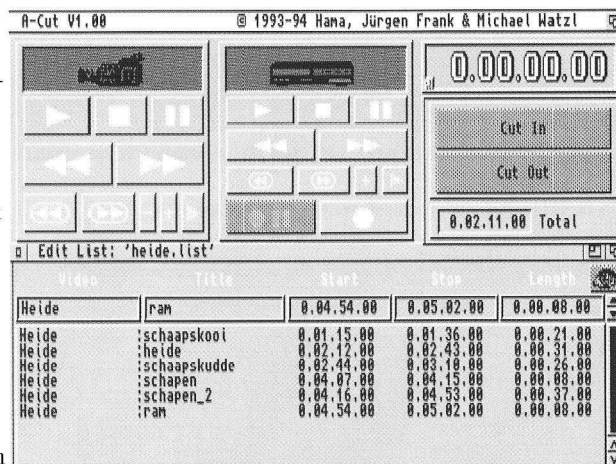 A-Cut V1.00 © 1993-94 Hama, Jürgen Frank & Michael Watzl
0.00.00.00
Cut In
Cut Out
0.02.11.00 Total
Edit List: 'heide.list'
Video Title Start Stop Length
Heide ram 0.04.54.00 0.05.02.00 0.00.08.00
Heide :schaapskooi 0.01.15.00 0.01.36.00 0.00.21.00
Heide :heide 0.02.12.00 0.02.43.00 0.00.31.00
Heide :schaapskudde 0.02.44.00 0.03.10.00 0.00.26.00
Heide :schapen 0.04.07.00 0.04.15.00 0.00.08.00
Heide :schapen_2 0.04.16.00 0.04.53.00 0.00.37.00
Heide :ram 0.04.54.00 0.05.02.00 0.00.08.00